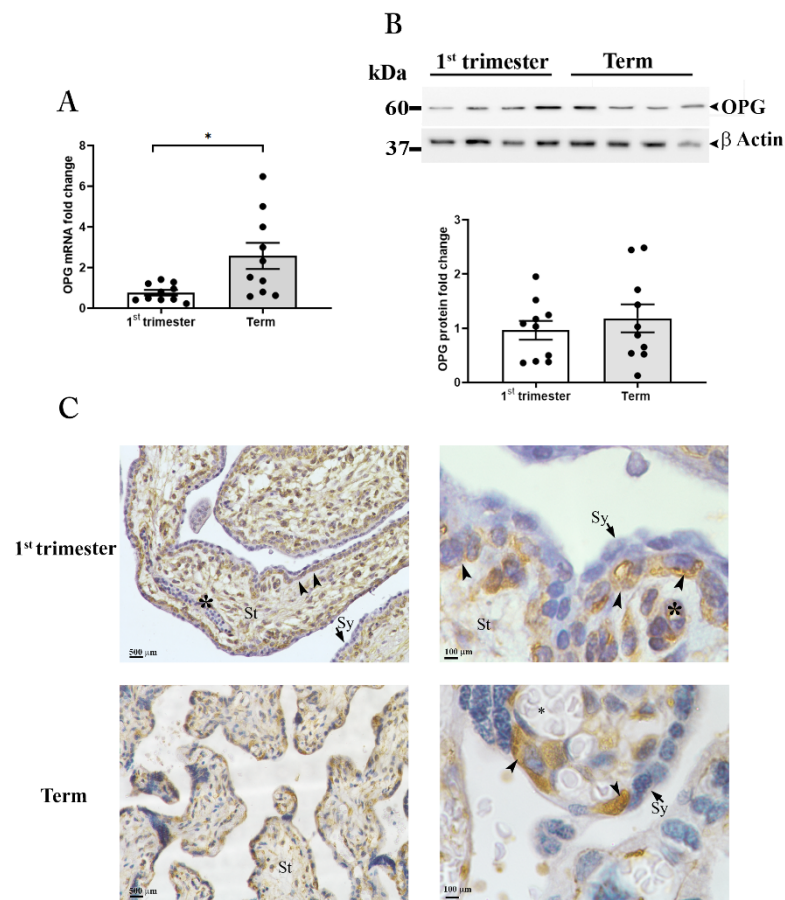 A
*
8
6
4
2
0
OPG mRNA fold change
1st trimester
Term
B
1st trimester
Term
kDa
60
OPG
37
β Actin
3
2
1
0
OPG protein fold change
1st trimester
Term
C
1st trimester
*
St
Sy
500 µm
Sy
St
*
100 µm
Term
St
500 µm
*
Sy
100 µm